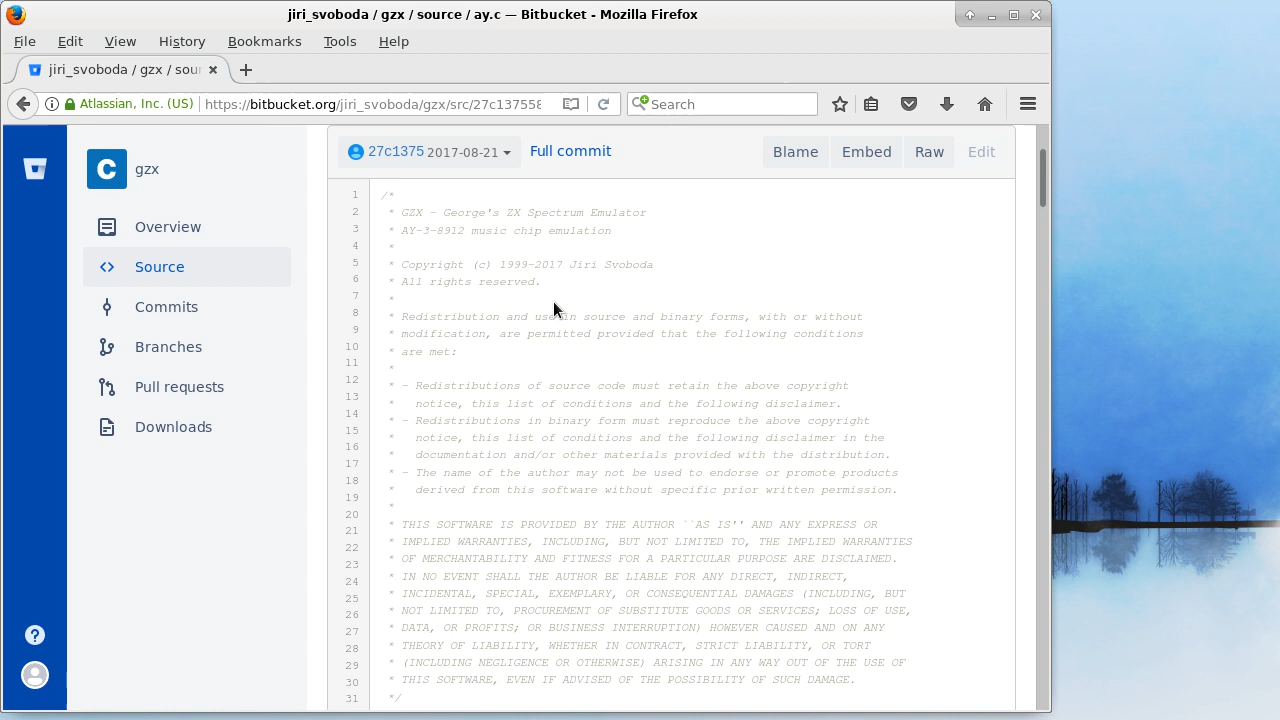 jiri_svoboda / gzx / source / ay.c — Bitbucket - Mozilla Firefox
File Edit View History Bookmarks Tools Help
jiri_svoboda / gzx / sour
Atlassian, Inc. (US) https://bitbucket.org/jiri_svoboda/gzx/src/27c137558 Search
C gzx
Overview
Source
Commits
Branches
Pull requests
Downloads
27c1375 2017-08-21 Full commit Blame Embed Raw Edit
1 /*
2 * GZX - George's ZX Spectrum Emulator
3 * AY-3-8912 music chip emulation
4 *
5 * Copyright (c) 1999-2017 Jiri Svoboda
6 * All rights reserved.
7 *
8 * Redistribution and use in source and binary forms, with or without
9 * modification, are permitted provided that the following conditions
10 * are met:
11 *
12 * - Redistributions of source code must retain the above copyright
13 * notice, this list of conditions and the following disclaimer.
14 * - Redistributions in binary form must reproduce the above copyright
15 * notice, this list of conditions and the following disclaimer in the
16 * documentation and/or other materials provided with the distribution.
17 * - The name of the author may not be used to endorse or promote products
18 * derived from this software without specific prior written permission.
19 *
20 * THIS SOFTWARE IS PROVIDED BY THE AUTHOR ``AS IS'' AND ANY EXPRESS OR
21 * IMPLIED WARRANTIES, INCLUDING, BUT NOT LIMITED TO, THE IMPLIED WARRANTIES
22 * OF MERCHANTABILITY AND FITNESS FOR A PARTICULAR PURPOSE ARE DISCLAIMED.
23 * IN NO EVENT SHALL THE AUTHOR BE LIABLE FOR ANY DIRECT, INDIRECT,
24 * INCIDENTAL, SPECIAL, EXEMPLARY, OR CONSEQUENTIAL DAMAGES (INCLUDING, BUT
25 * NOT LIMITED TO, PROCUREMENT OF SUBSTITUTE GOODS OR SERVICES; LOSS OF USE,
26 * DATA, OR PROFITS; OR BUSINESS INTERRUPTION) HOWEVER CAUSED AND ON ANY
27 * THEORY OF LIABILITY, WHETHER IN CONTRACT, STRICT LIABILITY, OR TORT
28 * (INCLUDING NEGLIGENCE OR OTHERWISE) ARISING IN ANY WAY OUT OF THE USE OF
29 * THIS SOFTWARE, EVEN IF ADVISED OF THE POSSIBILITY OF SUCH DAMAGE.
30 */
31